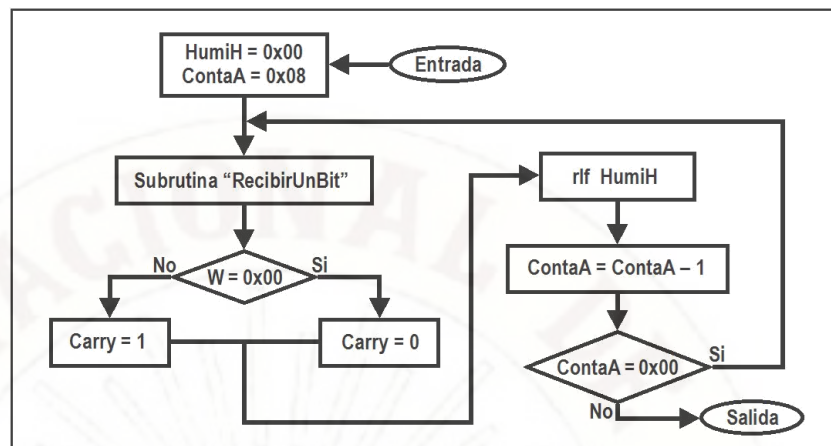 HumiH = 0x00
ContaA = 0x08
Entrada
Subrutina “RecibirUnBit”
No
W = 0x00
Si
Carry = 1
Carry = 0
rlf HumiH
ContaA = ContaA – 1
ContaA = 0x00
Si
No
Salida